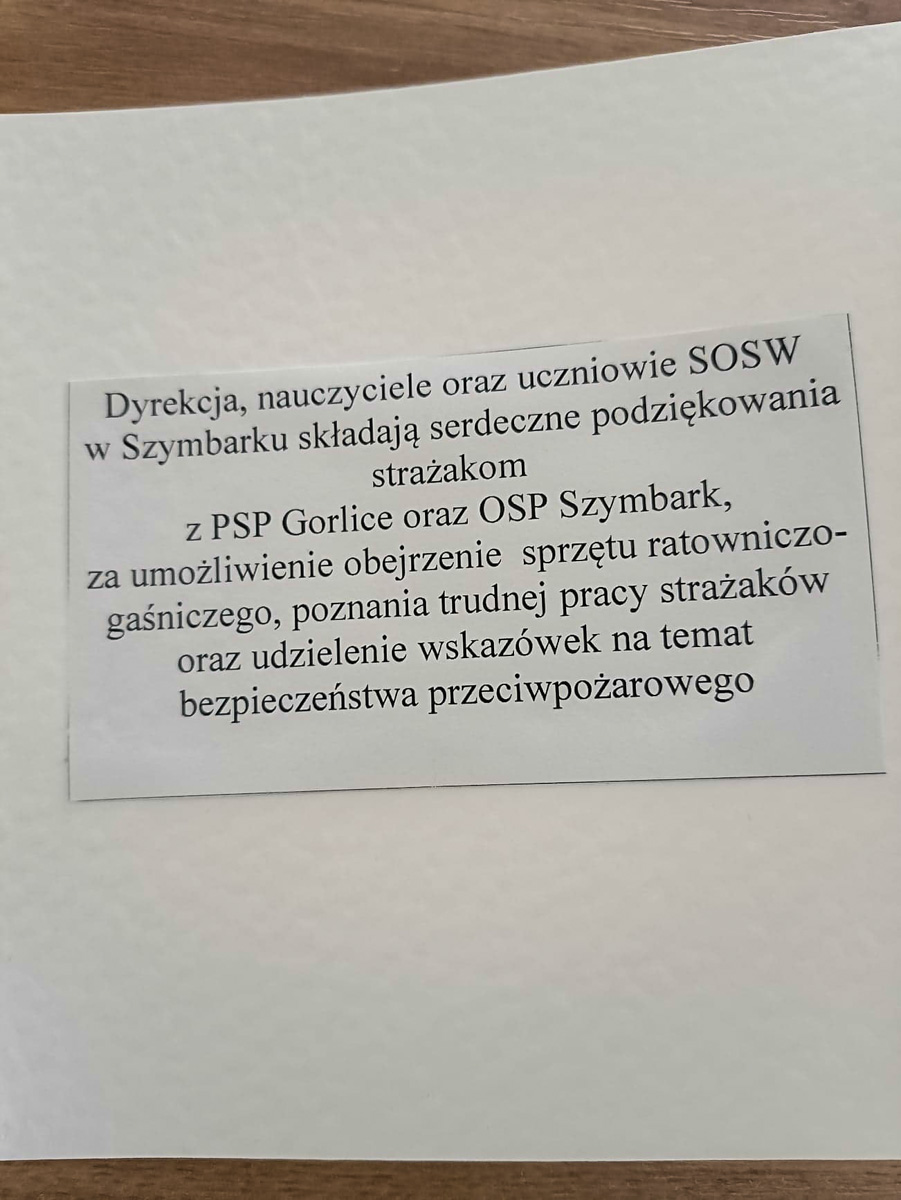 Dyrekcja, nauczyciele oraz uczniowie SOSW
w Szymbarku składają serdeczne podziękowania
strażakom
z PSP Gorlice oraz OSP Szymbark,
za umożliwienie obejrzenie  sprzętu ratowniczo-
gaśniczego, poznania trudnej pracy strażaków
oraz udzielenie wskazówek na temat
bezpieczeństwa przeciwpożarowego